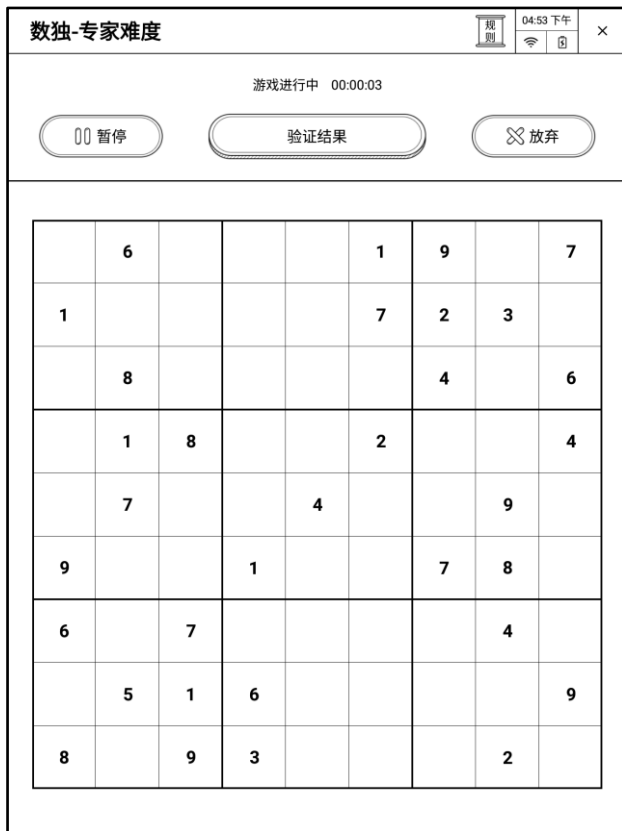 数独-专家难度
规则
04:53 下午
游戏进行中 00:00:03
暂停
验证结果
放弃
6 1 9 7
1 7 2 3
8 4 6
1 8 2 4
7 4 9
9 1 7 8
6 7 4
5 1 6 9
8 9 3 2